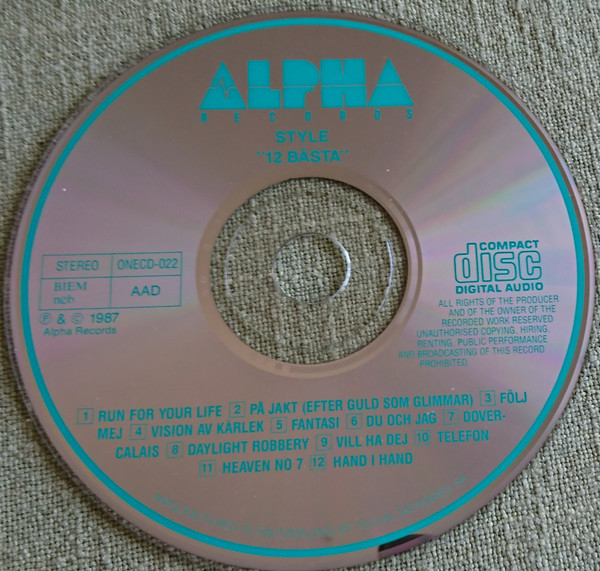 ALPHA
RECORDS
STYLE
"12 BÄSTA"
STEREO ONECD-022
BIEM
ncb AAD
Ⓟ & © 1987
Alpha Records
COMPACT
disc
DIGITAL AUDIO
ALL RIGHTS OF THE PRODUCER
AND OF THE OWNER OF THE
RECORDED WORK RESERVED
UNAUTHORISED COPYING, HIRING,
RENTING, PUBLIC PERFORMANCE
AND BROADCASTING OF THIS RECORD
PROHIBITED.
1 RUN FOR YOUR LIFE 2 PÅ JAKT (EFTER GULD SOM GLIMMAR) 3 FÖLJ
MEJ 4 VISION AV KÄRLEK 5 FANTASI 6 DU OCH JAG 7 DOVER-
CALAIS 8 DAYLIGHT ROBBERY 9 VILL HA DEJ 10 TELEFON
11 HEAVEN NO 7 12 HAND I HAND